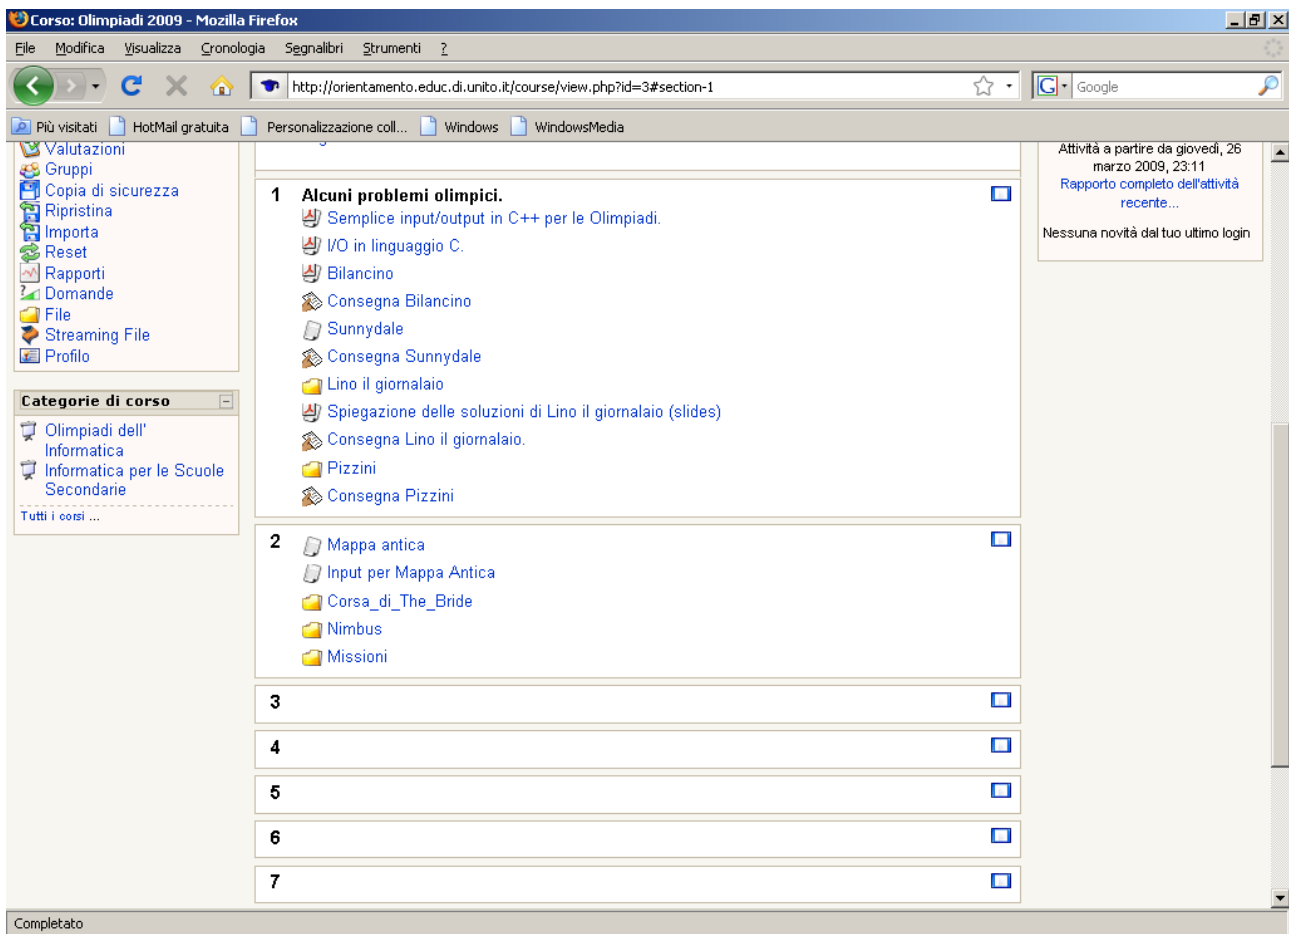 Corso: Olimpiadi 2009 - Mozilla Firefox
File Modifica Visualizza Cronologia Segnalibri Strumenti ?
http://orientamento.educ.di.unito.it/course/view.php?id=3#section-1
G Google
Più visitati HotMail gratuita Personalizzazione coll... Windows WindowsMedia
Valutazioni
Gruppi
Copia di sicurezza
Ripristina
Importa
Reset
Rapporti
Domande
File
Streaming File
Profilo
Categorie di corso
Olimpiadi dell'
Informatica
Informatica per le Scuole
Secondarie
Tutti i corsi ...
1 Alcuni problemi olimpici.
Semplice input/output in C++ per le Olimpiadi.
I/O in linguaggio C.
Bilancino
Consegna Bilancino
Sunnydale
Consegna Sunnydale
Lino il giornalaio
Spiegazione delle soluzioni di Lino il giornalaio (slides)
Consegna Lino il giornalaio.
Pizzini
Consegna Pizzini
2 Mappa antica
Input per Mappa Antica
Corsa_di_The_Bride
Nimbus
Missioni
3
4
5
6
7
Attività a partire da giovedì, 26
marzo 2009, 23:11
Rapporto completo dell'attività
recente...
Nessuna novità dal tuo ultimo login
Completato